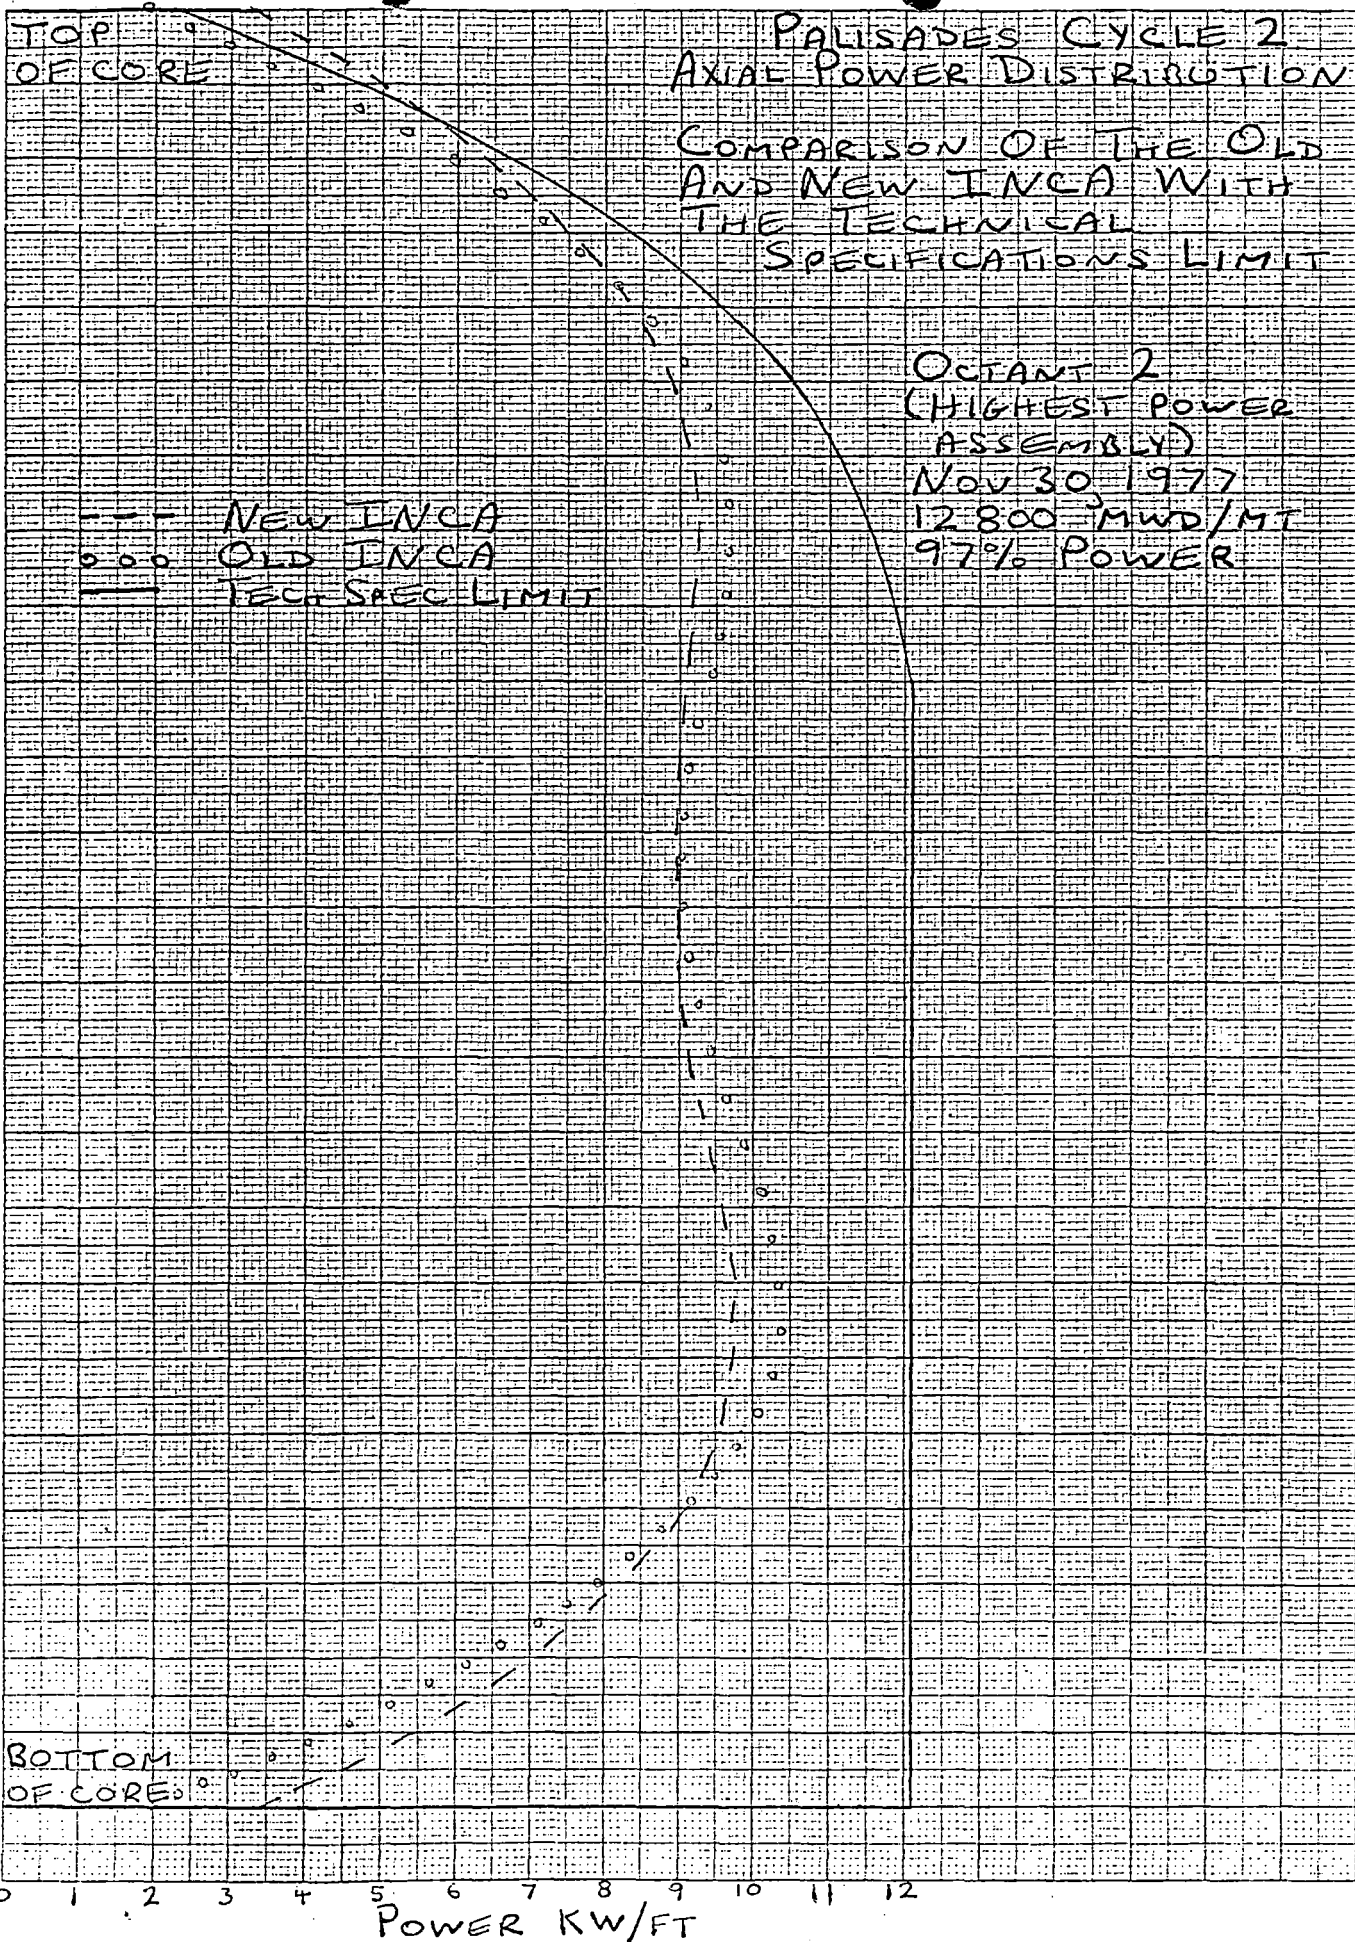 TOP
OF CORE
PALISADES CYCLE 2
AXIAL POWER DISTRIBUTION
COMPARISON OF THE OLD
AND NEW INCA WITH
THE TECHNICAL
SPECIFICATIONS LIMIT
OCTANT 2
(HIGHEST POWER
ASSEMBLY)
NOV 30, 1977
12 800 MWD/MT
97% POWER
NEW INCA
OLD INCA
TECH SPEC LIMIT
BOTTOM
OF CORE
0 1 2 3 4 5 6 7 8 9 10 11 12
POWER KW/FT